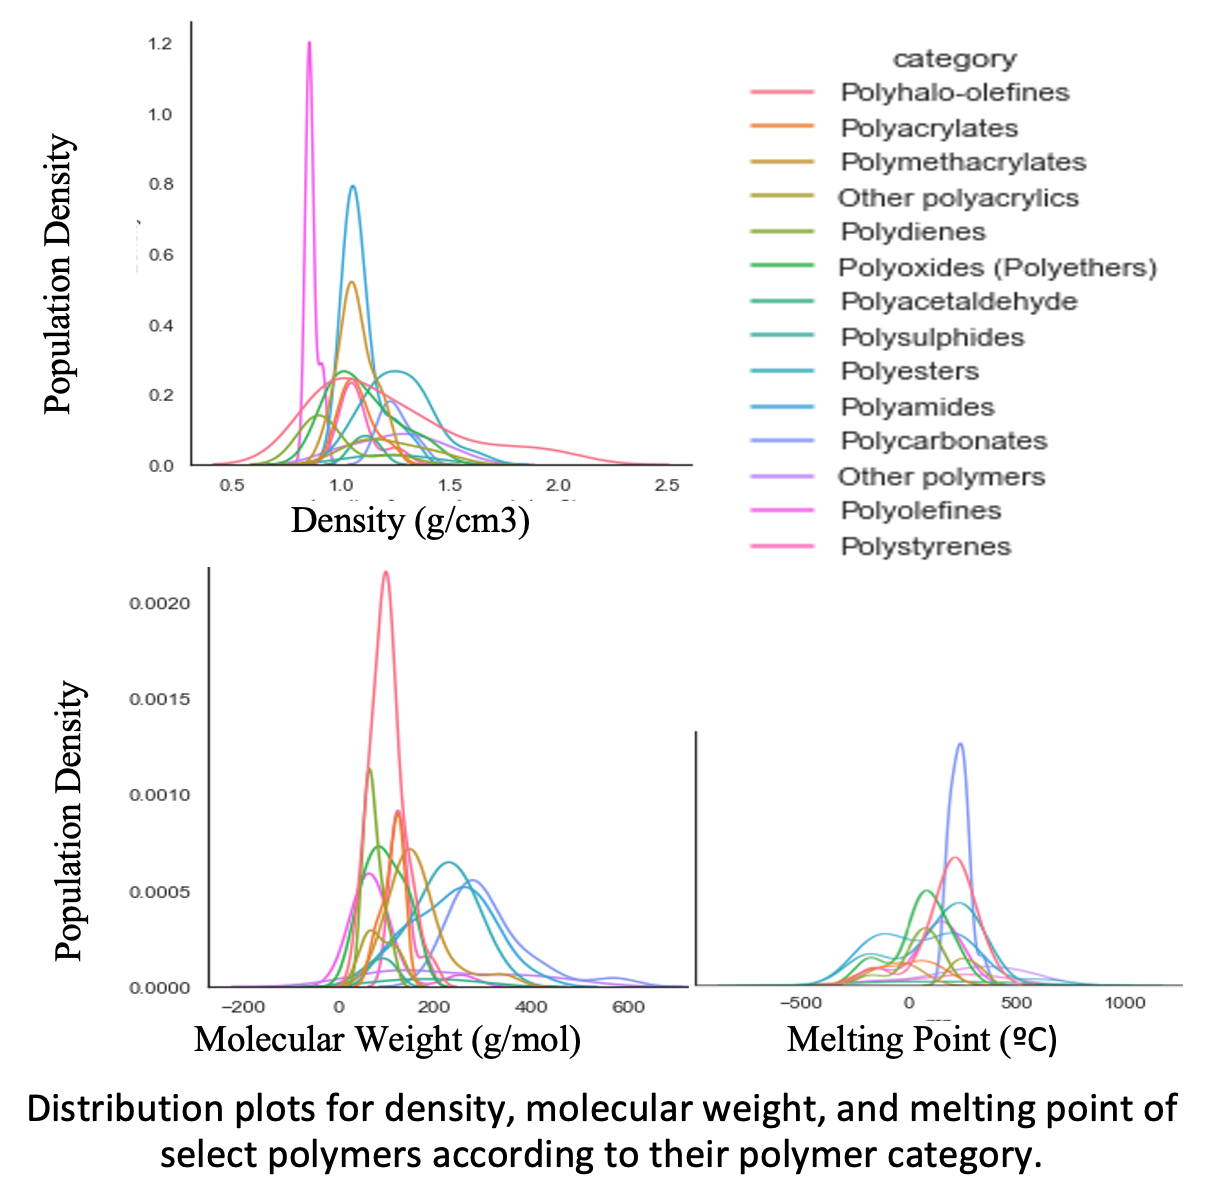 Population Density
1.2
1.0
0.8
0.6
0.4
0.2
0.0
0.5 1.0 1.5 2.0 2.5
Density (g/cm3)
category
Polyhalo-olefines
Polyacrylates
Polymethacrylates
Other polyacrylics
Polydienes
Polyoxides (Polyethers)
Polyacetaldehyde
Polysulphides
Polyesters
Polyamides
Polycarbonates
Other polymers
Polyolefines
Polystyrenes
Population Density
0.0020
0.0015
0.0010
0.0005
0.0000
−200 0 200 400 600
Molecular Weight (g/mol)
−500 0 500 1000
Melting Point (ºC)
Distribution plots for density, molecular weight, and melting point of
select polymers according to their polymer category.